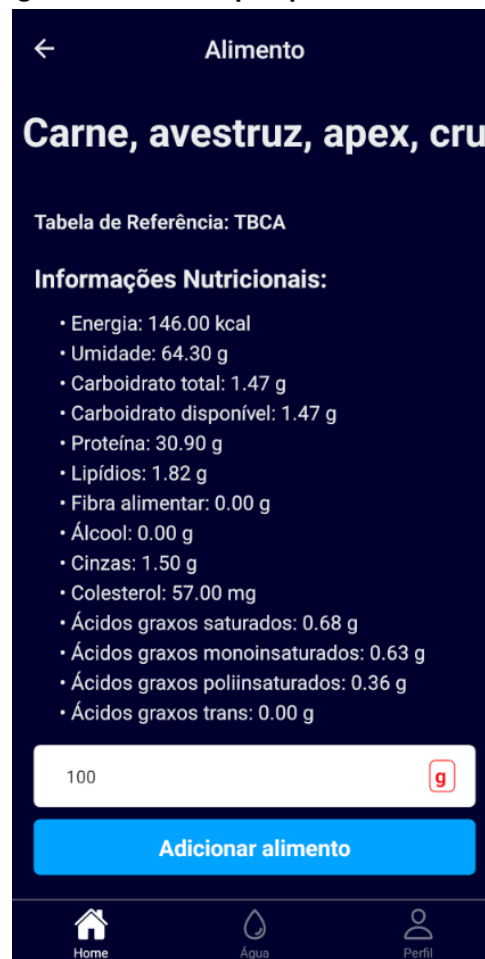 Alimento
Carne, avestruz, apex, cru
Tabela de Referência: TBCA
Informações Nutricionais:
• Energia: 146.00 kcal
• Umidade: 64.30 g
• Carboidrato total: 1.47 g
• Carboidrato disponível: 1.47 g
• Proteína: 30.90 g
• Lipídios: 1.82 g
• Fibra alimentar: 0.00 g
• Álcool: 0.00 g
• Cinzas: 1.50 g
• Colesterol: 57.00 mg
• Ácidos graxos saturados: 0.68 g
• Ácidos graxos monoinsaturados: 0.63 g
• Ácidos graxos poliinsaturados: 0.36 g
• Ácidos graxos trans: 0.00 g
100 g
Adicionar alimento
Home Água Perfil